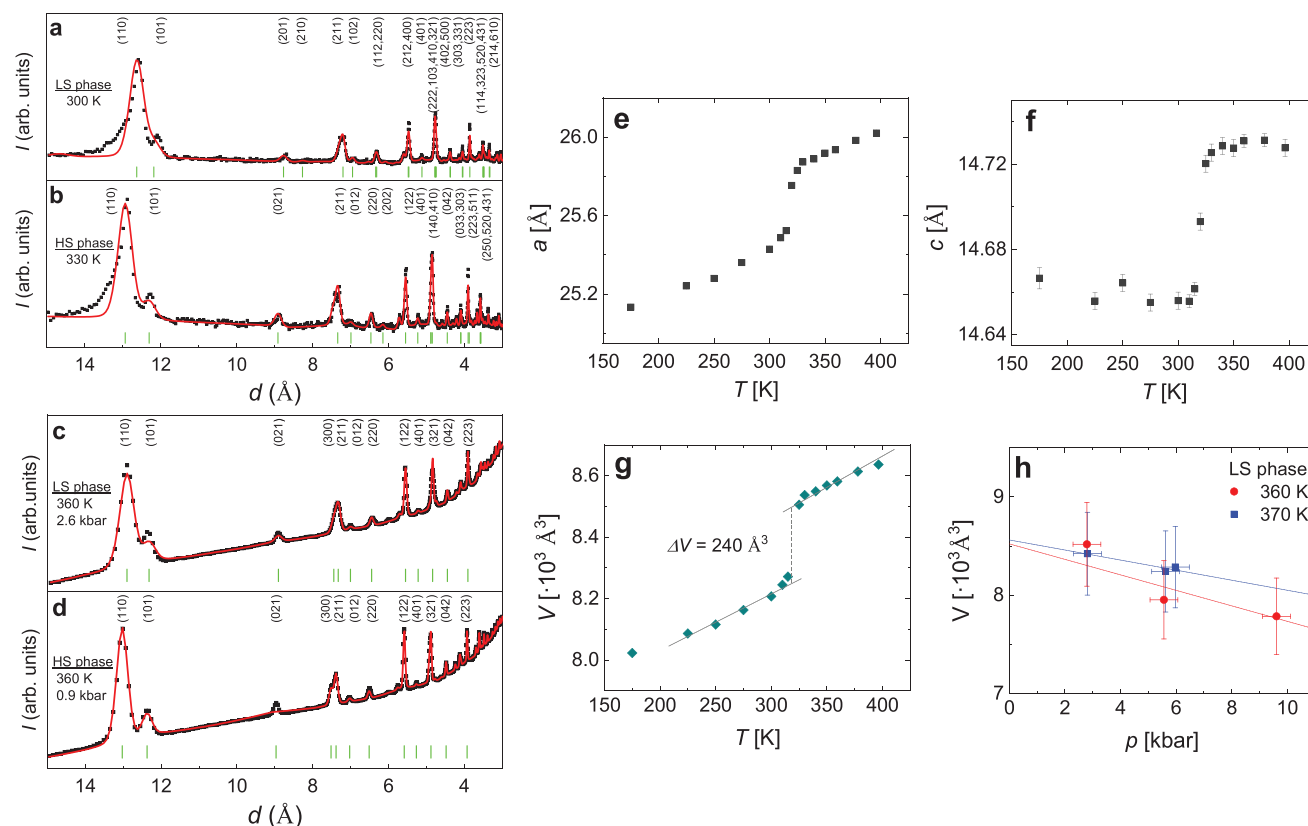 a
I (arb. units)
LS phase
300 K
(110)
(101)
(201)
(210)
(211)
(102)
(112,220)
(212,400)
(401)
(222,103,410,321)
(402,500)
(303,331)
(223)
(114,323,520,431)
(214,610)
b
I (arb. units)
HS phase
330 K
(110)
(101)
(021)
(211)
(012)
(220)
(202)
(122)
(401)
(140,410)
(042)
(033,303)
(223,511)
(250,520,431)
14 12 10 8 6 4
d (Å)
c
I (arb.units)
LS phase
360 K
2.6 kbar
(110)
(101)
(021)
(300)
(211)
(012)
(220)
(122)
(401)
(321)
(042)
(223)
d
I (arb. units)
HS phase
360 K
0.9 kbar
(110)
(101)
(021)
(300)
(211)
(012)
(220)
(122)
(401)
(321)
(042)
(223)
14 12 10 8 6 4
d (Å)
e
a [Å]
26.0
25.6
25.2
150 200 250 300 350 400
T [K]
f
c [Å]
14.72
14.68
14.64
150 200 250 300 350 400
T [K]
g
V [·10³ Å³]
8.6
8.4
8.2
8.0
ΔV = 240 Å³
150 200 250 300 350 400
T [K]
h
V [·10³Å³]
LS phase
360 K
370 K
9
8
7
0 2 4 6 8 10
p [kbar]